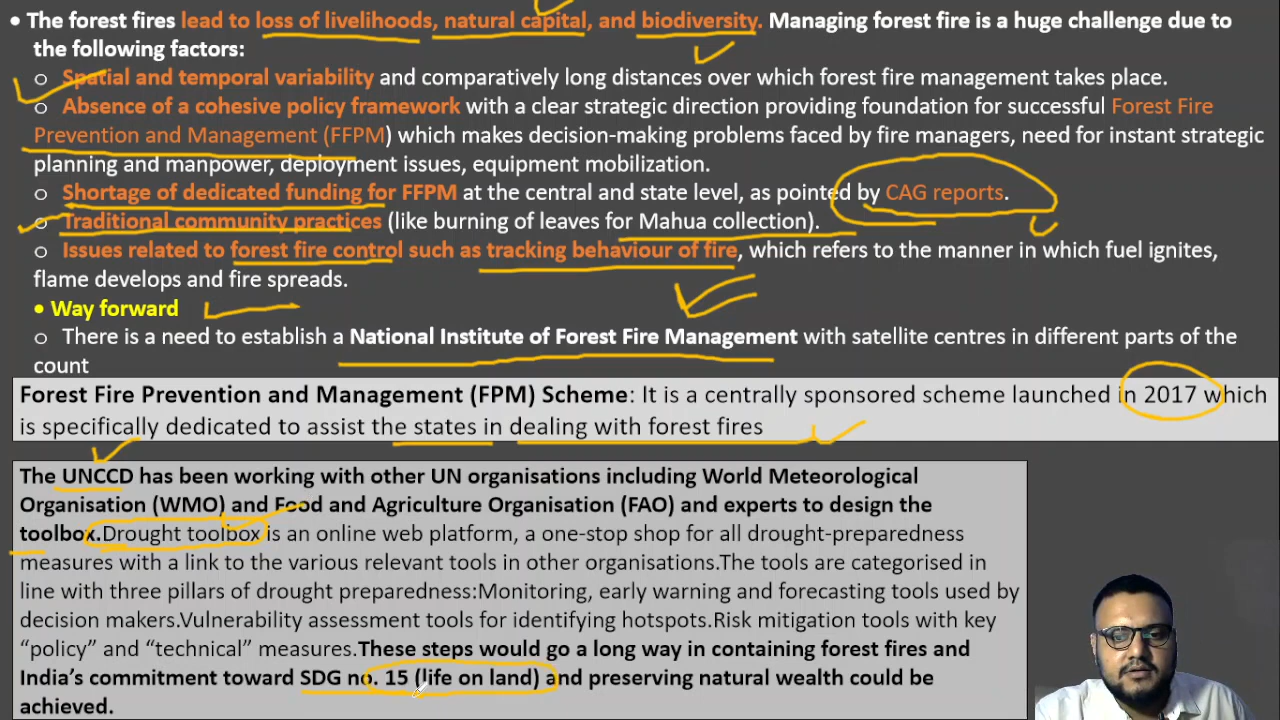 • The forest fires lead to loss of livelihoods, natural capital, and biodiversity. Managing forest fire is a huge challenge due to
the following factors:
o Spatial and temporal variability and comparatively long distances over which forest fire management takes place.
o Absence of a cohesive policy framework with a clear strategic direction providing foundation for successful Forest Fire
Prevention and Management (FFPM) which makes decision-making problems faced by fire managers, need for instant strategic
planning and manpower, deployment issues, equipment mobilization.
o Shortage of dedicated funding for FFPM at the central and state level, as pointed by CAG reports.
o Traditional community practices (like burning of leaves for Mahua collection).
o Issues related to forest fire control such as tracking behaviour of fire, which refers to the manner in which fuel ignites,
flame develops and fire spreads.
• Way forward
o There is a need to establish a National Institute of Forest Fire Management with satellite centres in different parts of the
count
Forest Fire Prevention and Management (FPM) Scheme: It is a centrally sponsored scheme launched in 2017 which
is specifically dedicated to assist the states in dealing with forest fires
The UNCCD has been working with other UN organisations including World Meteorological
Organisation (WMO) and Food and Agriculture Organisation (FAO) and experts to design the
toolbox.Drought toolbox is an online web platform, a one-stop shop for all drought-preparedness
measures with a link to the various relevant tools in other organisations.The tools are categorised in
line with three pillars of drought preparedness:Monitoring, early warning and forecasting tools used by
decision makers.Vulnerability assessment tools for identifying hotspots.Risk mitigation tools with key
“policy” and “technical” measures.These steps would go a long way in containing forest fires and
India’s commitment toward SDG no. 15 (life on land) and preserving natural wealth could be
achieved.